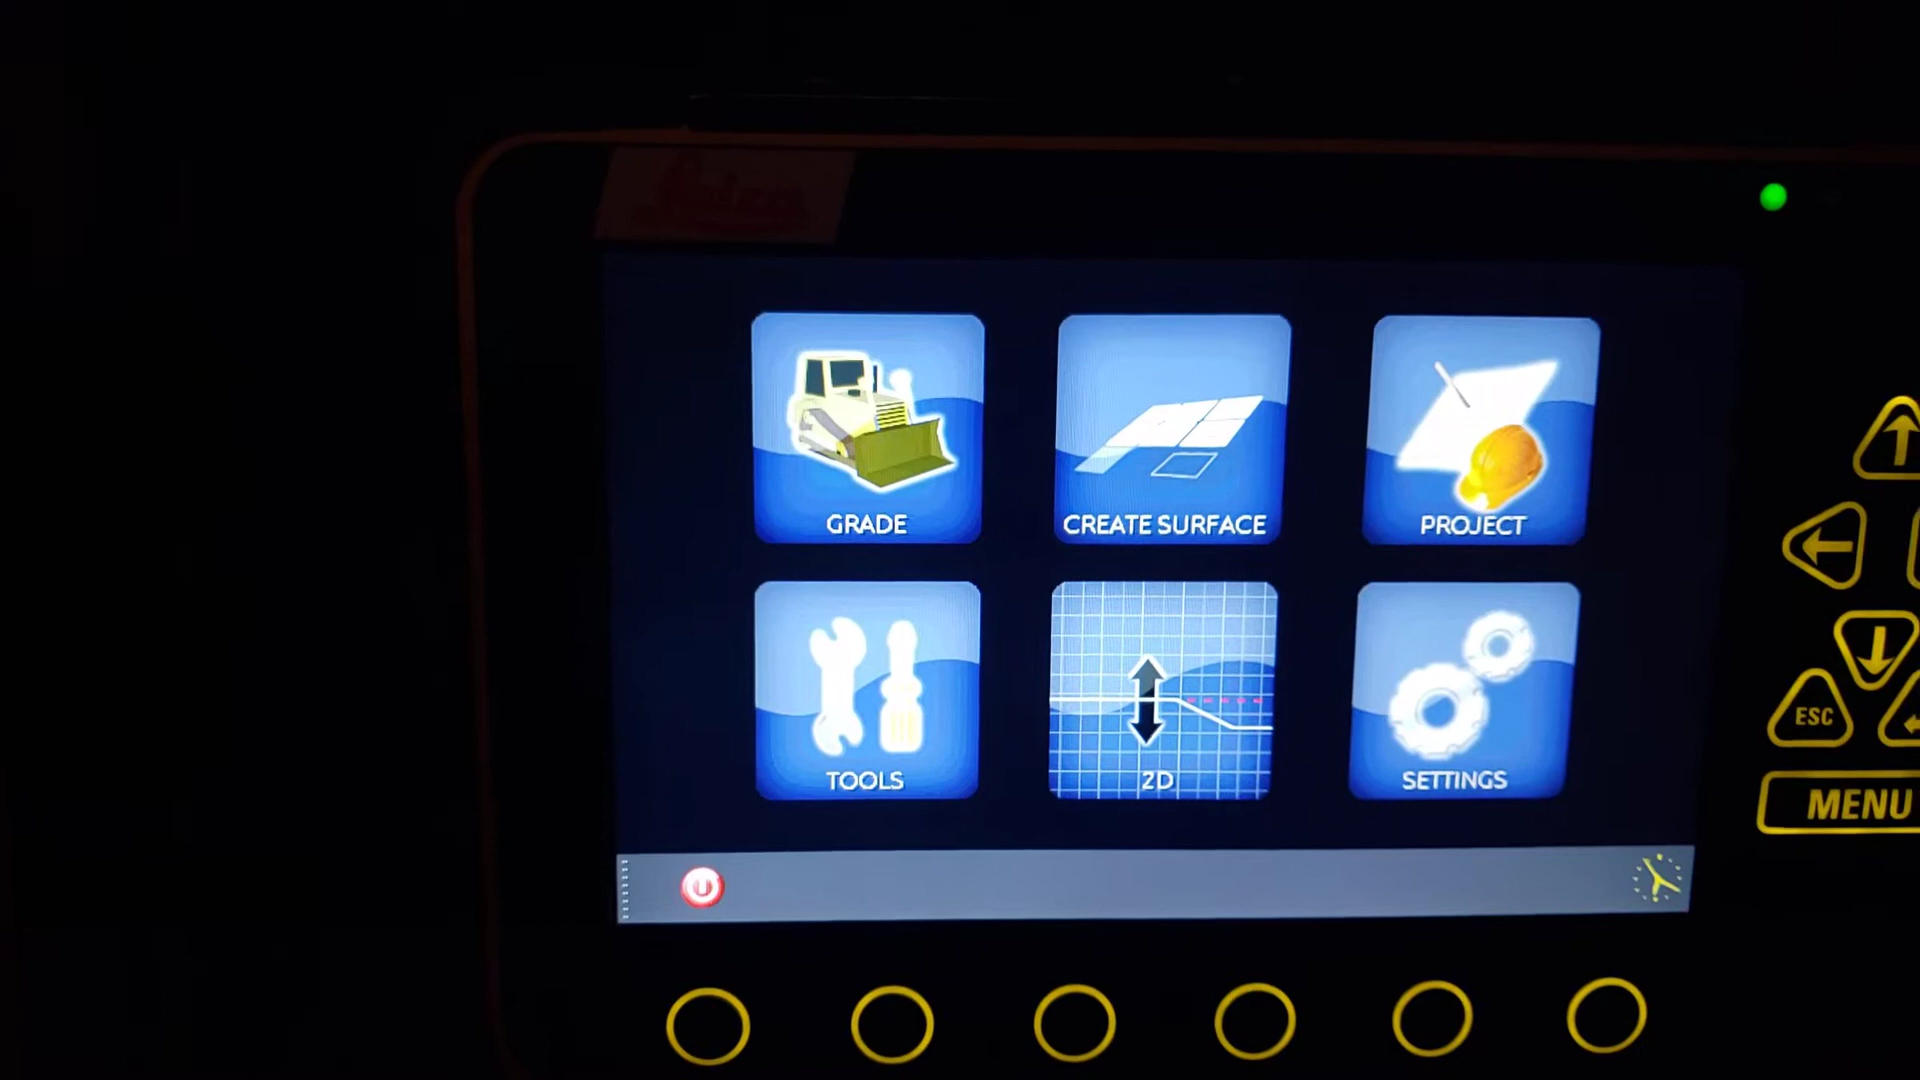 GRADE
CREATE SURFACE
PROJECT
TOOLS
2D
SETTINGS
ESC
MENU